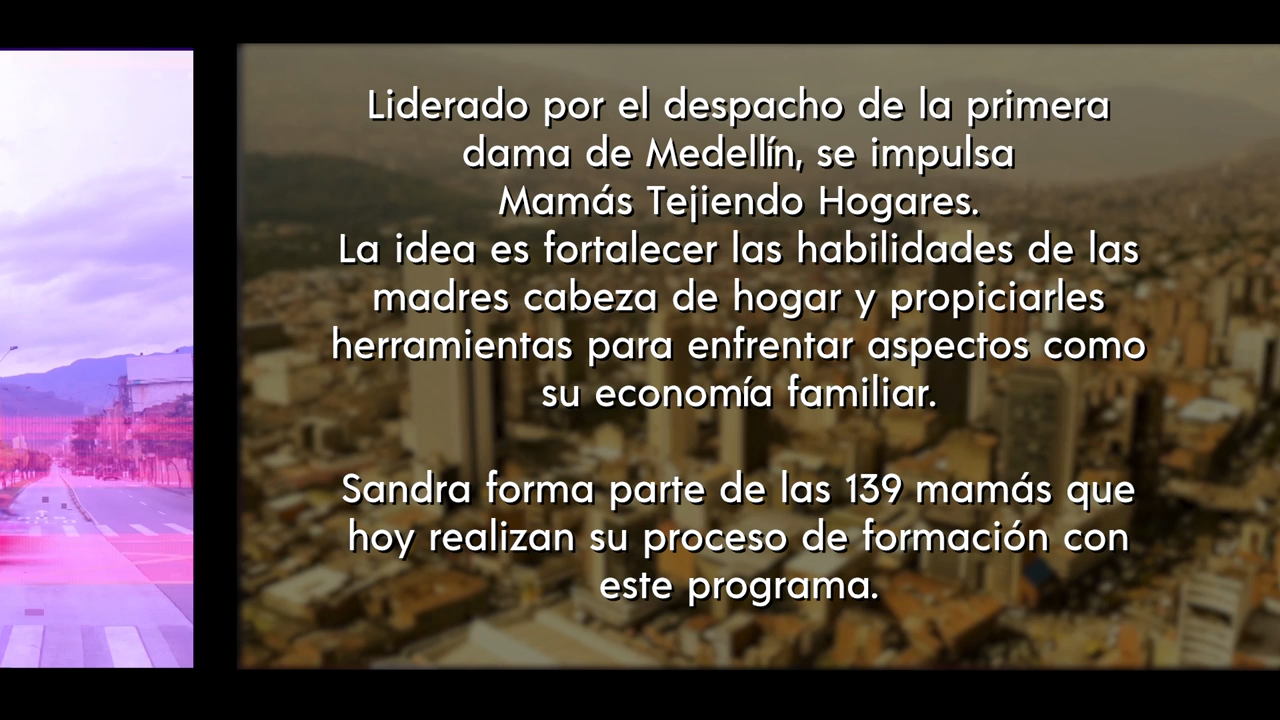 Liderado por el despacho de la primera
dama de Medellín, se impulsa
Mamás Tejiendo Hogares.
La idea es fortalecer las habilidades de las
madres cabeza de hogar y propiciarles
herramientas para enfrentar aspectos como
su economía familiar.
Sandra forma parte de las 139 mamás que
hoy realizan su proceso de formación con
este programa.